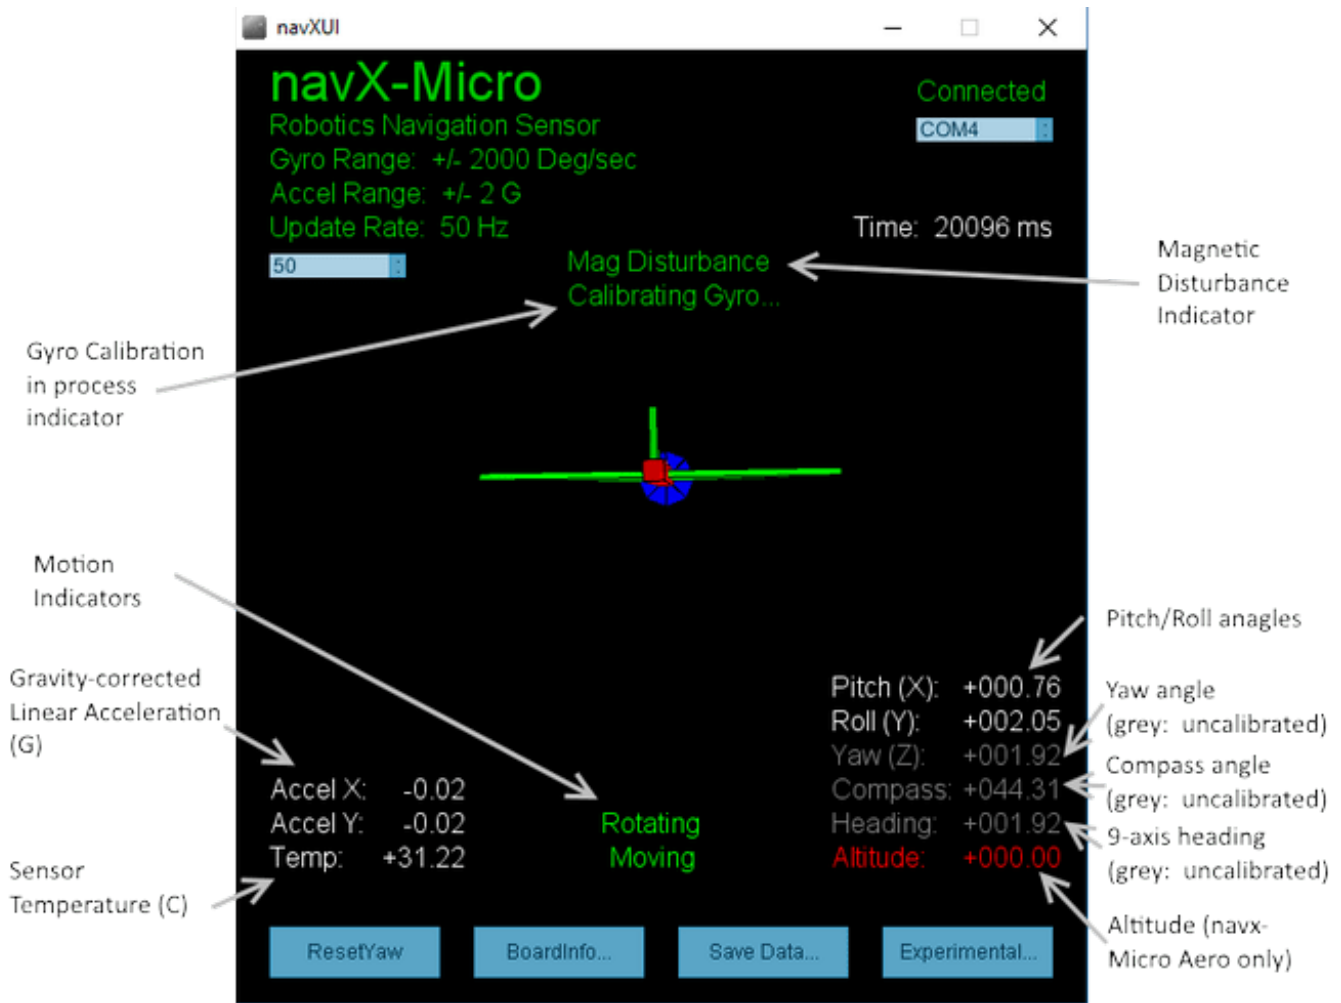 navXUI
navX-Micro
Connected
Robotics Navigation Sensor
COM4
Gyro Range: +/- 2000 Deg/sec
Accel Range: +/- 2 G
Update Rate: 50 Hz
Time: 20096 ms
50
Mag Disturbance
Calibrating Gyro...
Magnetic
Disturbance
Indicator
Gyro Calibration
in process
indicator
Motion
Indicators
Gravity-corrected
Linear Acceleration
(G)
Sensor
Temperature (C)
Accel X: -0.02
Accel Y: -0.02
Temp: +31.22
Rotating
Moving
Pitch (X): +000.76
Roll (Y): +002.05
Yaw (Z): +001.92
Compass: +044.31
Heading: +001.92
Altitude: +000.00
Pitch/Roll anagles
Yaw angle
(grey: uncalibrated)
Compass angle
(grey: uncalibrated)
9-axis heading
(grey: uncalibrated)
Altitude (navx-
Micro Aero only)
ResetYaw
BoardInfo...
Save Data...
Experimental...